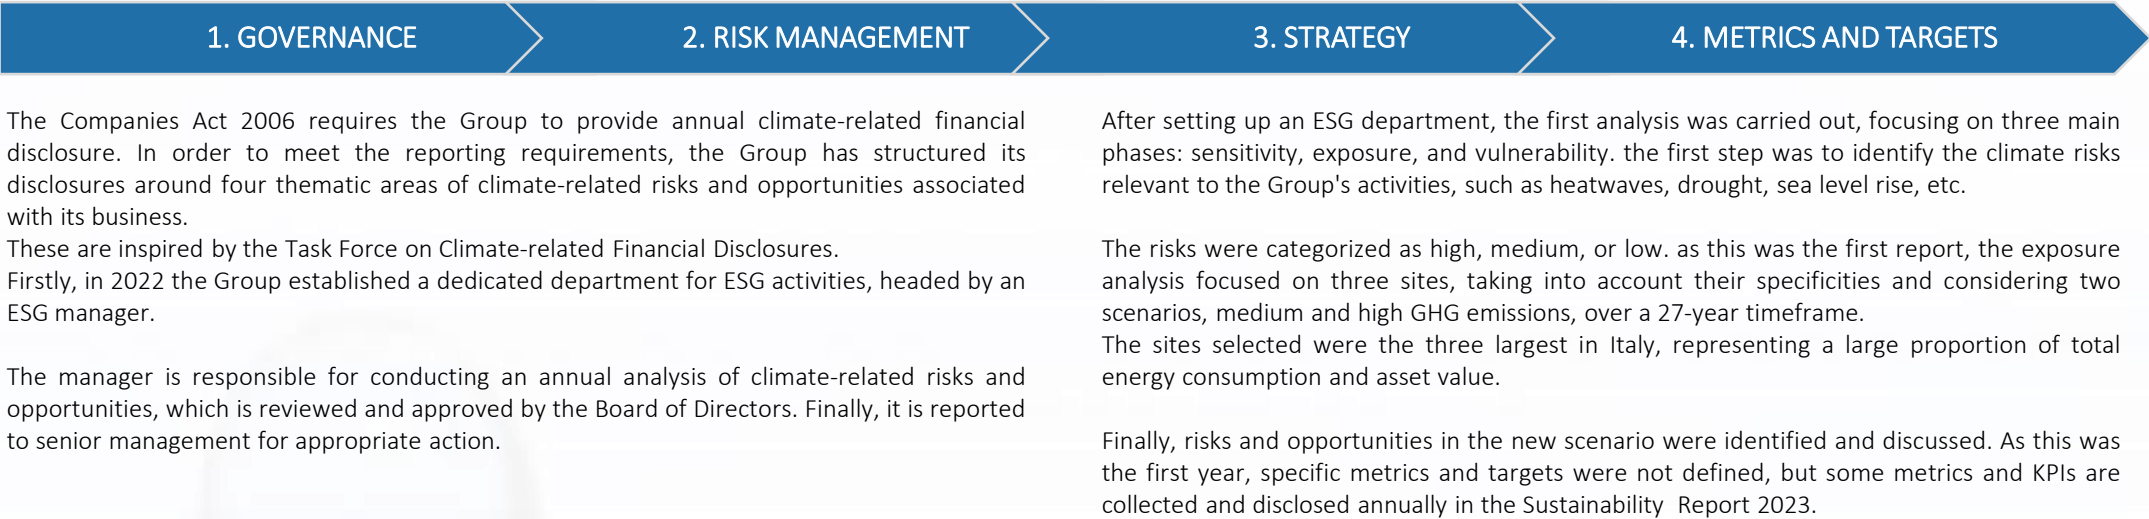 1. GOVERNANCE
2. RISK MANAGEMENT
3. STRATEGY
4. METRICS AND TARGETS
The Companies Act 2006 requires the Group to provide annual climate-related financial
disclosure. In order to meet the reporting requirements, the Group has structured its
disclosures around four thematic areas of climate-related risks and opportunities associated
with its business.
These are inspired by the Task Force on Climate-related Financial Disclosures.
Firstly, in 2022 the Group established a dedicated department for ESG activities, headed by an
ESG manager.
The manager is responsible for conducting an annual analysis of climate-related risks and
opportunities, which is reviewed and approved by the Board of Directors. Finally, it is reported
to senior management for appropriate action.
After setting up an ESG department, the first analysis was carried out, focusing on three main
phases: sensitivity, exposure, and vulnerability. the first step was to identify the climate risks
relevant to the Group's activities, such as heatwaves, drought, sea level rise, etc.
The risks were categorized as high, medium, or low. as this was the first report, the exposure
analysis focused on three sites, taking into account their specificities and considering two
scenarios, medium and high GHG emissions, over a 27-year timeframe.
The sites selected were the three largest in Italy, representing a large proportion of total
energy consumption and asset value.
Finally, risks and opportunities in the new scenario were identified and discussed. As this was
the first year, specific metrics and targets were not defined, but some metrics and KPIs are
collected and disclosed annually in the Sustainability Report 2023.